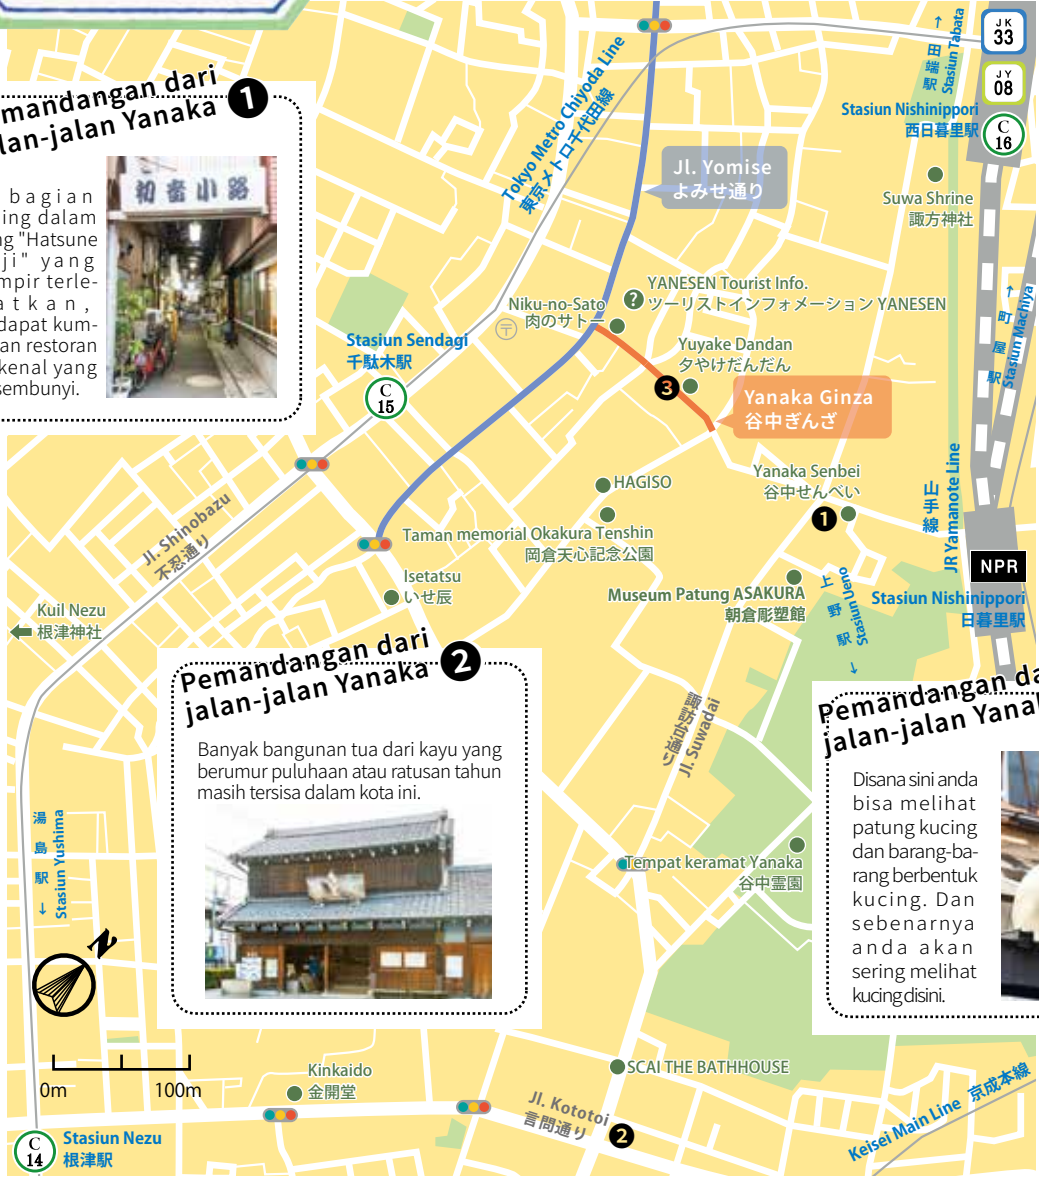 mandangan dari
lan-jalan Yanaka 1
bagian
ing dalam
ng "Hatsune
ji" yang
mpir terle-
atkan,
dapat kum-
an restoran
kenal yang
sembunyi.
初音小路
Tokyo Metro Chiyoda Line
東京メトロ千代田線
Jl. Yomise
よみせ通り
↑ 田端駅
Stasiun Tabata
JK
33
JY
08
C
16
Stasiun Nishinippori
西日暮里駅
Suwa Shrine
諏方神社
YANESEN Tourist Info.
? ツーリストインフォメーション YANESEN
Niku-no-Sato
肉のサトー
〒
Stasiun Sendagi
千駄木駅
C
15
Yuyake Dandan
夕やけだんだん
3
Yanaka Ginza
谷中ぎんざ
↑ 町屋駅
Stasiun Machiya
Yanaka Senbei
谷中せんべい
1
HAGISO
Taman memorial Okakura Tenshin
岡倉天心記念公園
山手線
JR Yamanote Line
Jl. Shinobazu
不忍通り
Isetatsu
いせ辰
Museum Patung ASAKURA
朝倉彫塑館
上野駅 ↓
Stasiun Ueno
NPR
Stasiun Nishinippori
日暮里駅
Kuil Nezu
根津神社
Pemandangan dari
jalan-jalan Yanaka 2
Banyak bangunan tua dari kayu yang
berumur puluhaan atau ratusan tahun
masih tersisa dalam kota ini.
諏訪台通り
Jl. Suwadai
Pemandangan da
jalan-jalan Yanak
Disana sini anda
bisa melihat
patung kucing
dan barang-ba-
rang berbentuk
kucing. Dan
sebenarnya
anda akan
sering melihat
kucing disini.
湯島駅 ↓
Stasiun Yushima
Tempat keramat Yanaka
谷中霊園
N
0m 100m
Kinkaido
金開堂
SCAI THE BATHHOUSE
Jl. Kototoi
言問通り
2
Keisei Main Line 京成本線
C
14
Stasiun Nezu
根津駅